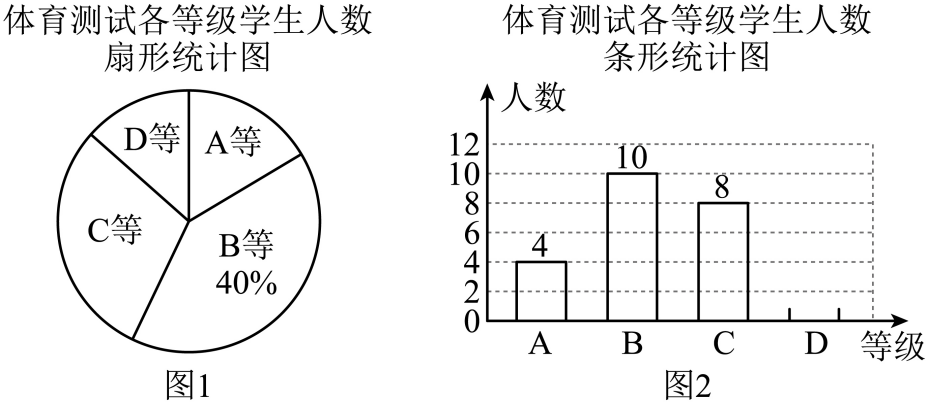 体育测试各等级学生人数
扇形统计图
D等
A等
C等
B等
40%
图1
体育测试各等级学生人数
条形统计图
人数
12
10
8
6
4
2
0
4
10
8
A
B
C
D
等级
图2